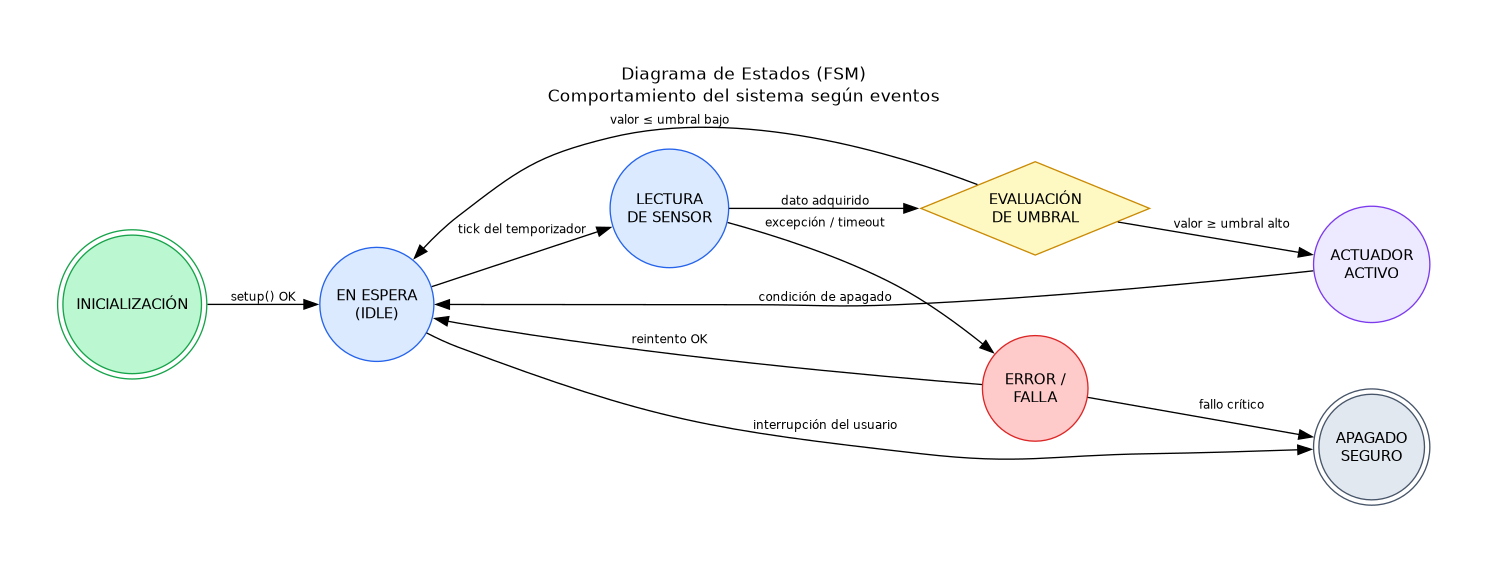 Diagrama de Estados (FSM)
Comportamiento del sistema según eventos
valor ≤ umbral bajo
LECTURA
DE SENSOR
dato adquirido
EVALUACIÓN
DE UMBRAL
excepción / timeout
valor ≥ umbral alto
tick del temporizador
ACTUADOR
ACTIVO
INICIALIZACIÓN
setup() OK
EN ESPERA
(IDLE)
condición de apagado
reintento OK
ERROR /
FALLA
fallo crítico
interrupción del usuario
APAGADO
SEGURO